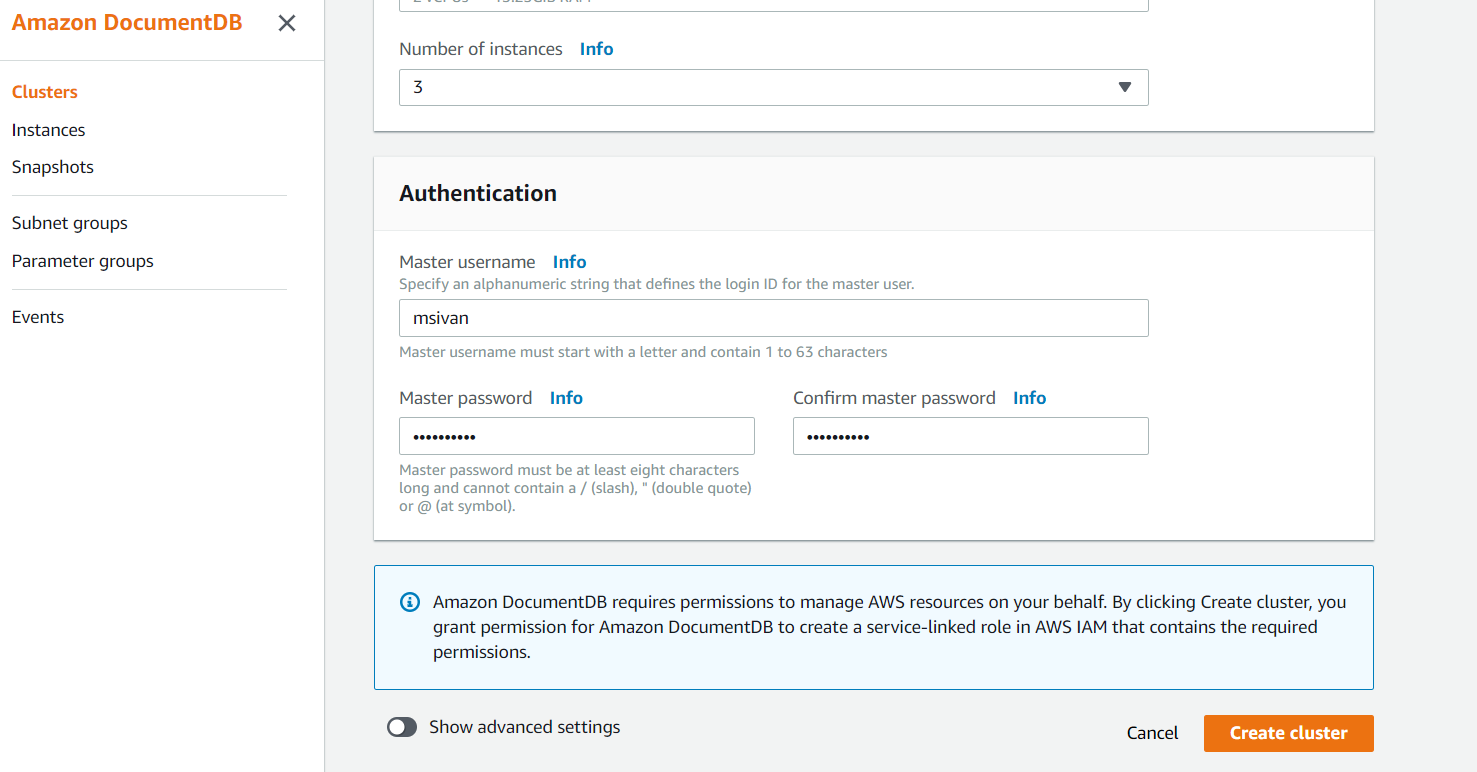 Amazon DocumentDB
Clusters
Instances
Snapshots
Subnet groups
Parameter groups
Events
Number of instances Info
3
Authentication
Master username Info
Specify an alphanumeric string that defines the login ID for the master user.
msivan
Master username must start with a letter and contain 1 to 63 characters
Master password Info
••••••••••
Master password must be at least eight characters
long and cannot contain a / (slash), " (double quote)
or @ (at symbol).
Confirm master password Info
••••••••••
Amazon DocumentDB requires permissions to manage AWS resources on your behalf. By clicking Create cluster, you
grant permission for Amazon DocumentDB to create a service-linked role in AWS IAM that contains the required
permissions.
Show advanced settings
Cancel
Create cluster